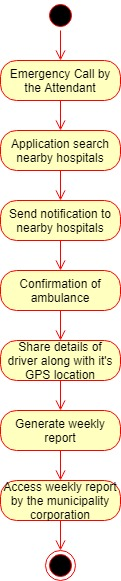 Emergency Call by
the Attendant
Application search
nearby hospitals
Send notification to
nearby hospitals
Confirmation of
ambulance
Share details of
driver along with it's
GPS location
Generate weekly
report
Access weekly report
by the municipality
corporation